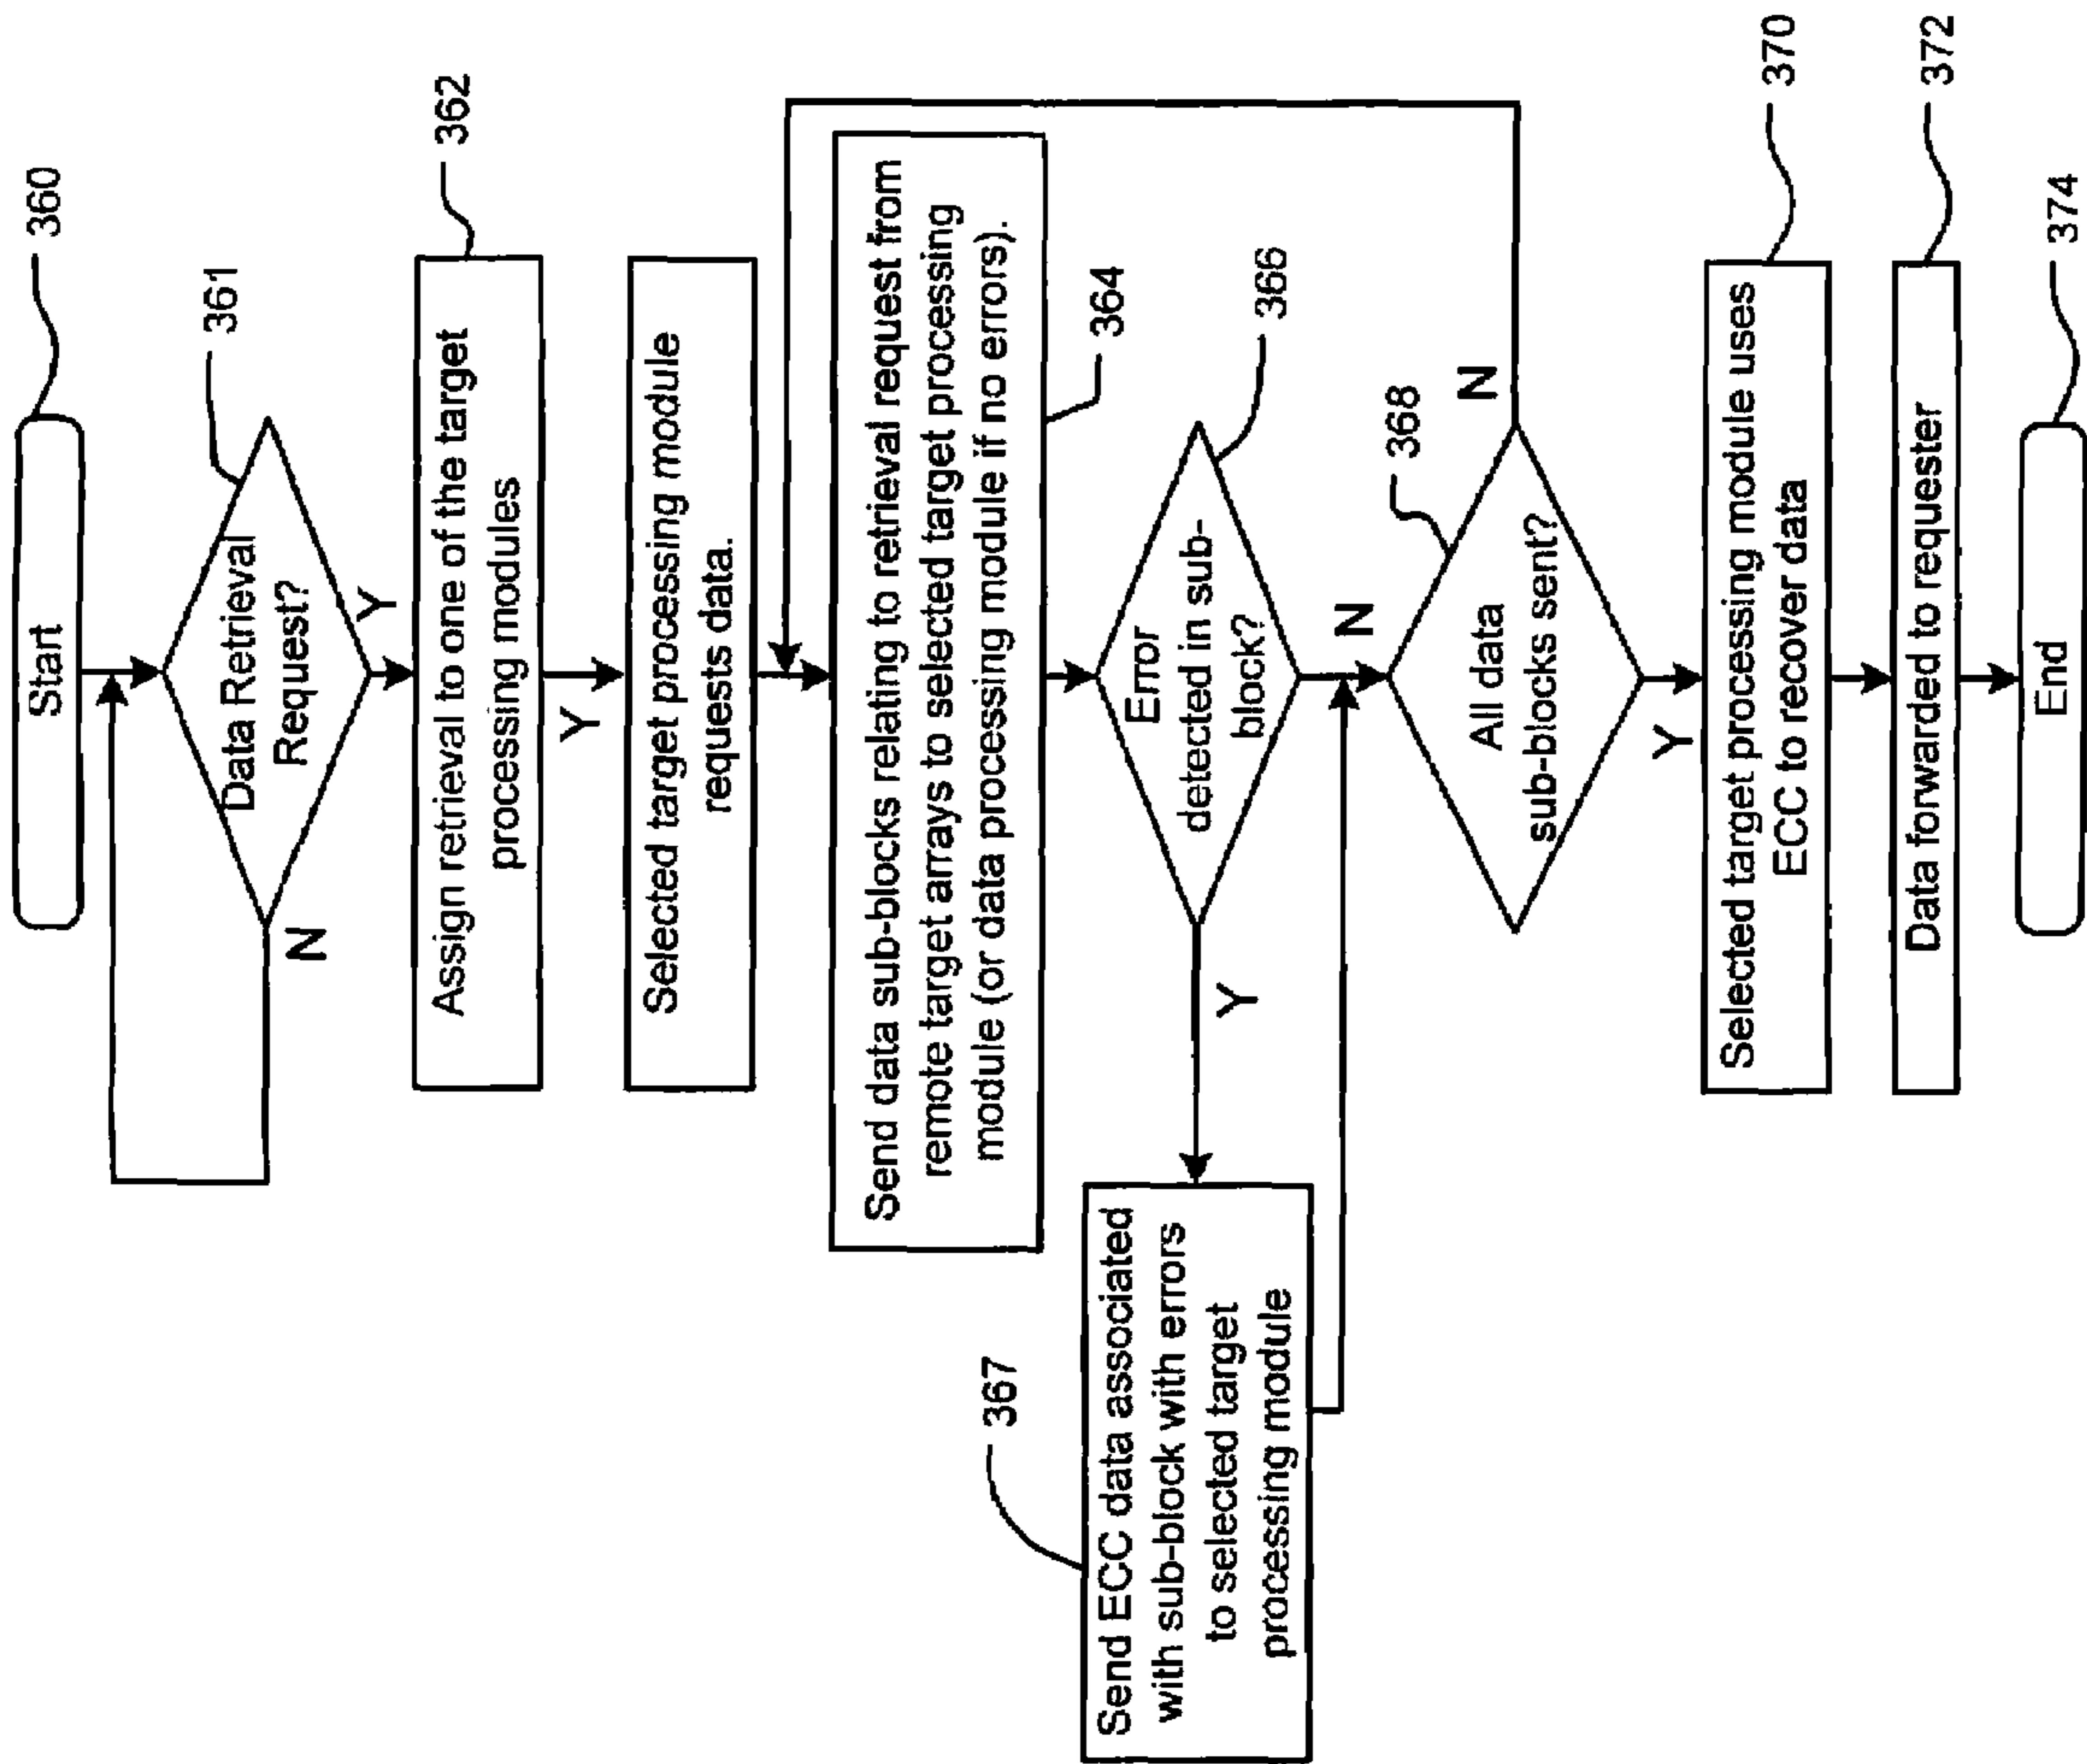 Start
360
Data Retrieval
Request?
361
N
Y
Assign retrieval to one of the target
processing modules
362
Y
Selected target processing module
requests data.
Send data sub-blocks relating to retrieval request from
remote target arrays to selected target processing
module (or data processing module if no errors).
364
Error
detected in sub-
block?
366
Y
N
Send ECC data associated
with sub-block with errors
to selected target
processing module
367
All data
sub-blocks sent?
368
N
Y
Selected target processing module uses
ECC to recover data
370
Data forwarded to requester
372
End
374